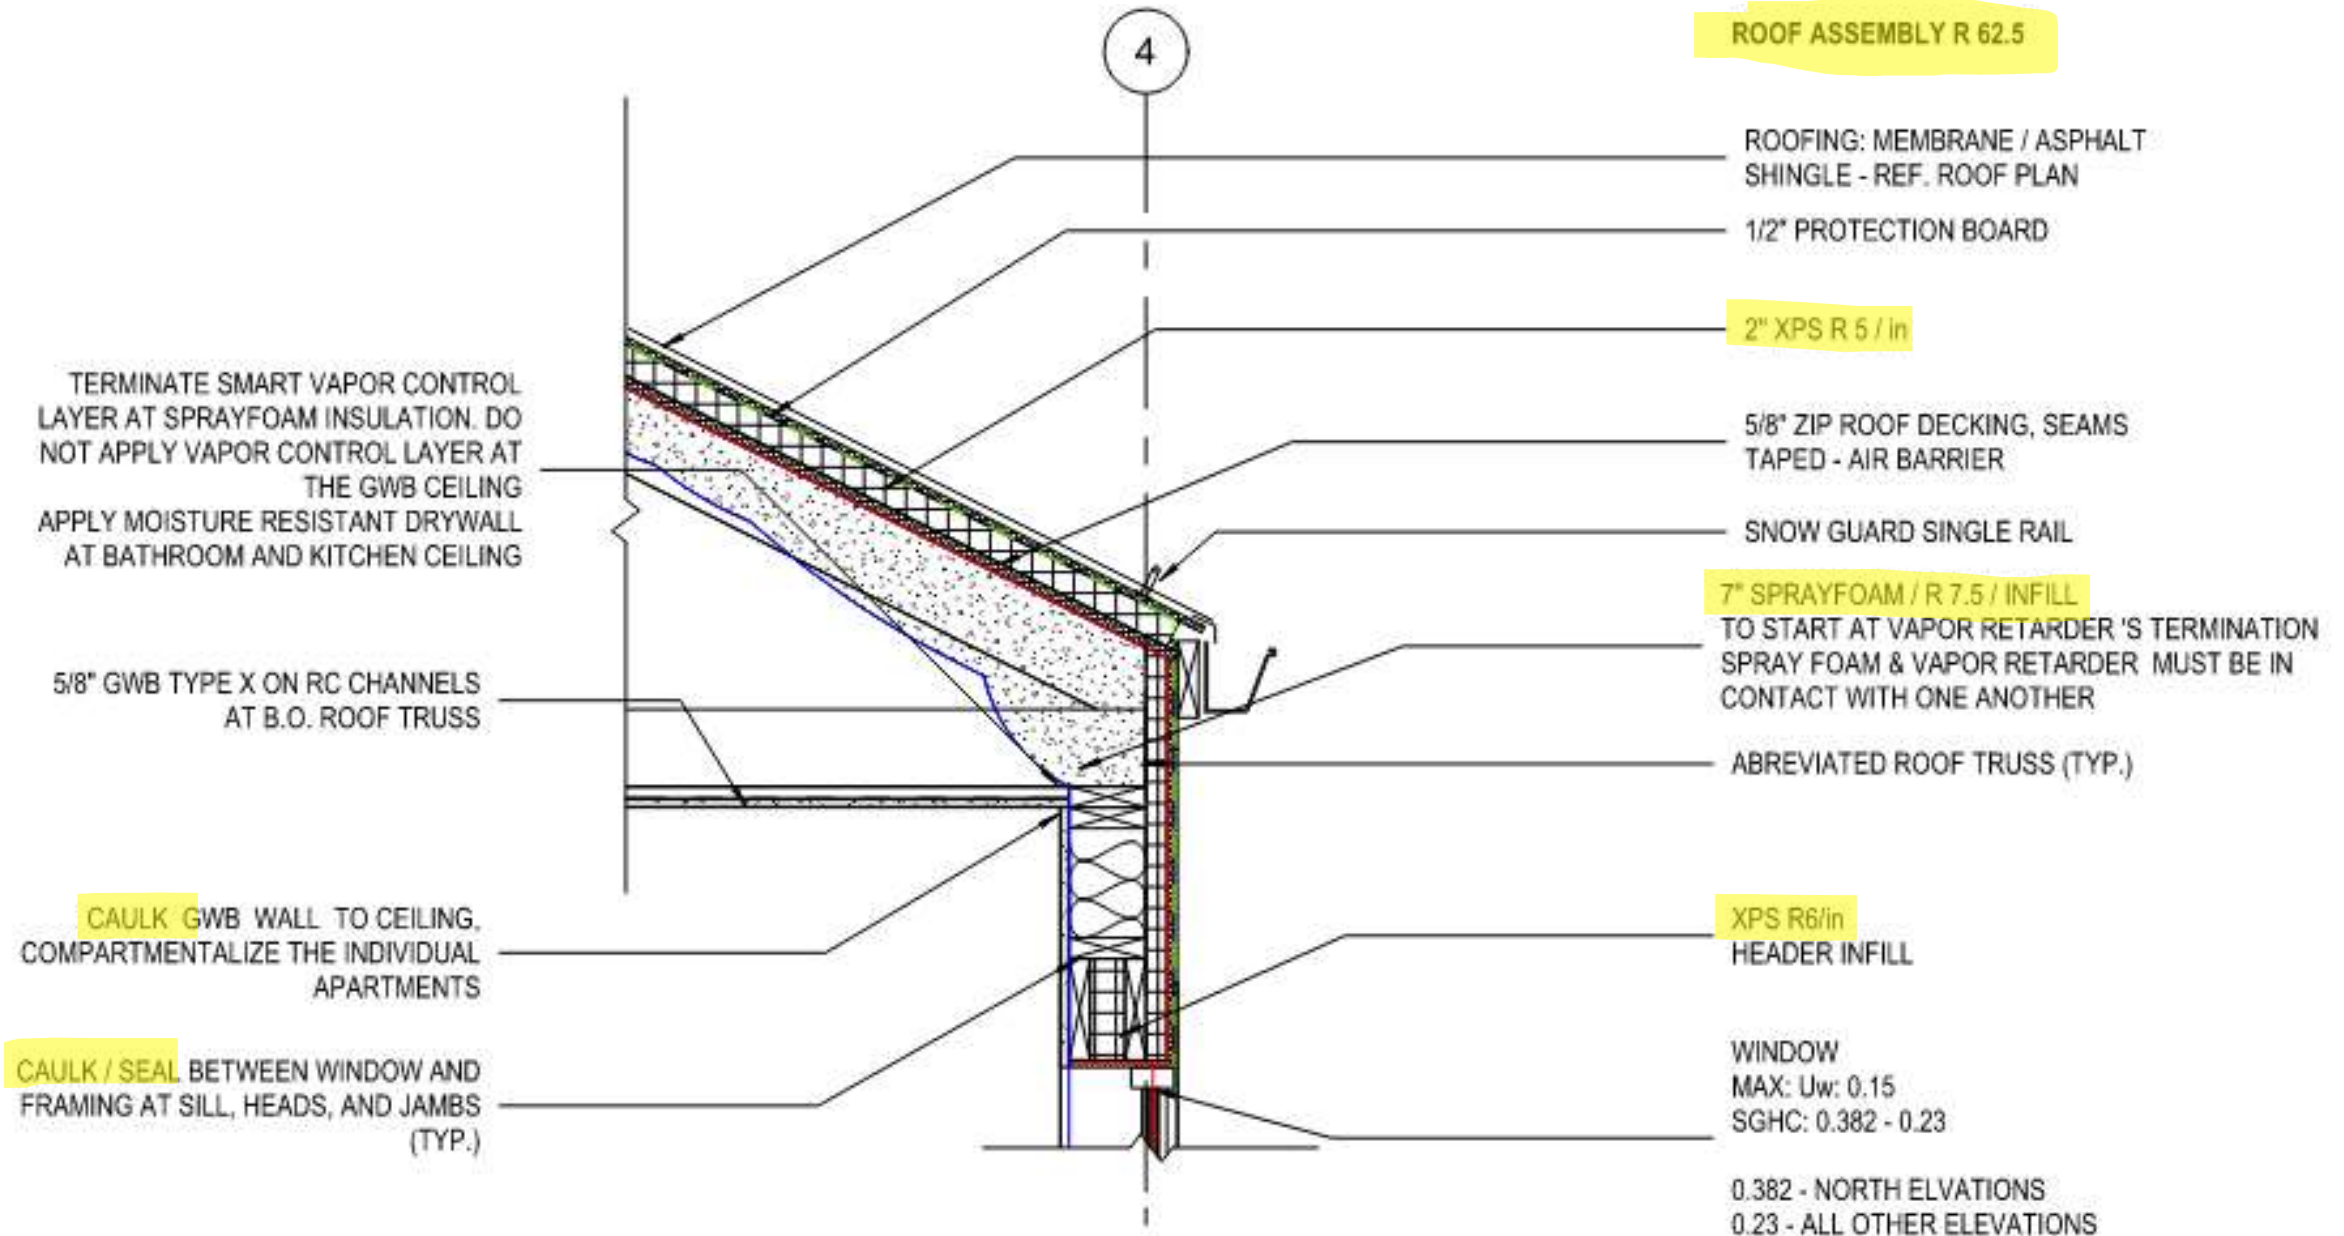 4
ROOF ASSEMBLY R 62.5
ROOFING: MEMBRANE / ASPHALT
SHINGLE - REF. ROOF PLAN
1/2" PROTECTION BOARD
2" XPS R 5 / in
5/8" ZIP ROOF DECKING, SEAMS
TAPED - AIR BARRIER
SNOW GUARD SINGLE RAIL
7" SPRAYFOAM / R 7.5 / INFILL
TO START AT VAPOR RETARDER 'S TERMINATION
SPRAY FOAM & VAPOR RETARDER MUST BE IN
CONTACT WITH ONE ANOTHER
ABREVIATED ROOF TRUSS (TYP.)
XPS R6/in
HEADER INFILL
WINDOW
MAX: Uw: 0.15
SGHC: 0.382 - 0.23
0.382 - NORTH ELVATIONS
0.23 - ALL OTHER ELEVATIONS
TERMINATE SMART VAPOR CONTROL
LAYER AT SPRAYFOAM INSULATION. DO
NOT APPLY VAPOR CONTROL LAYER AT
THE GWB CEILING
APPLY MOISTURE RESISTANT DRYWALL
AT BATHROOM AND KITCHEN CEILING
5/8" GWB TYPE X ON RC CHANNELS
AT B.O. ROOF TRUSS
CAULK GWB WALL TO CEILING,
COMPARTMENTALIZE THE INDIVIDUAL
APARTMENTS
CAULK / SEAL BETWEEN WINDOW AND
FRAMING AT SILL, HEADS, AND JAMBS
(TYP.)